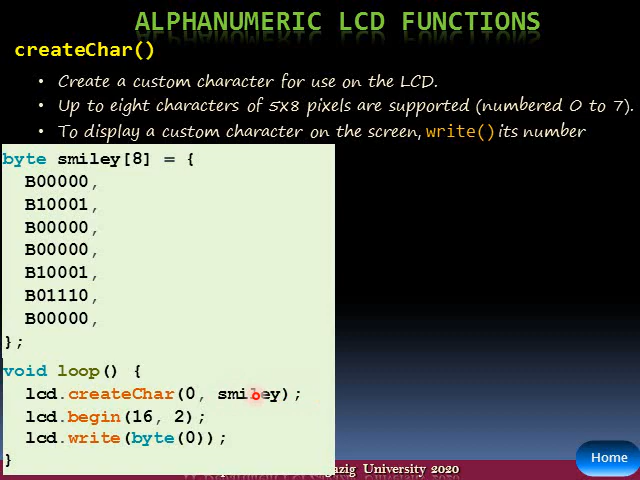 ALPHANUMERIC LCD FUNCTIONS
createChar()
• Create a custom character for use on the LCD.
• Up to eight characters of 5x8 pixels are supported (numbered 0 to 7).
• To display a custom character on the screen, write() its number
byte smiley[8] = {
B00000,
B10001,
B00000,
B00000,
B10001,
B01110,
B00000,
};
void loop() {
lcd.createChar(0, smiley);
lcd.begin(16, 2);
lcd.write(byte(0));
}
Home
University 2020